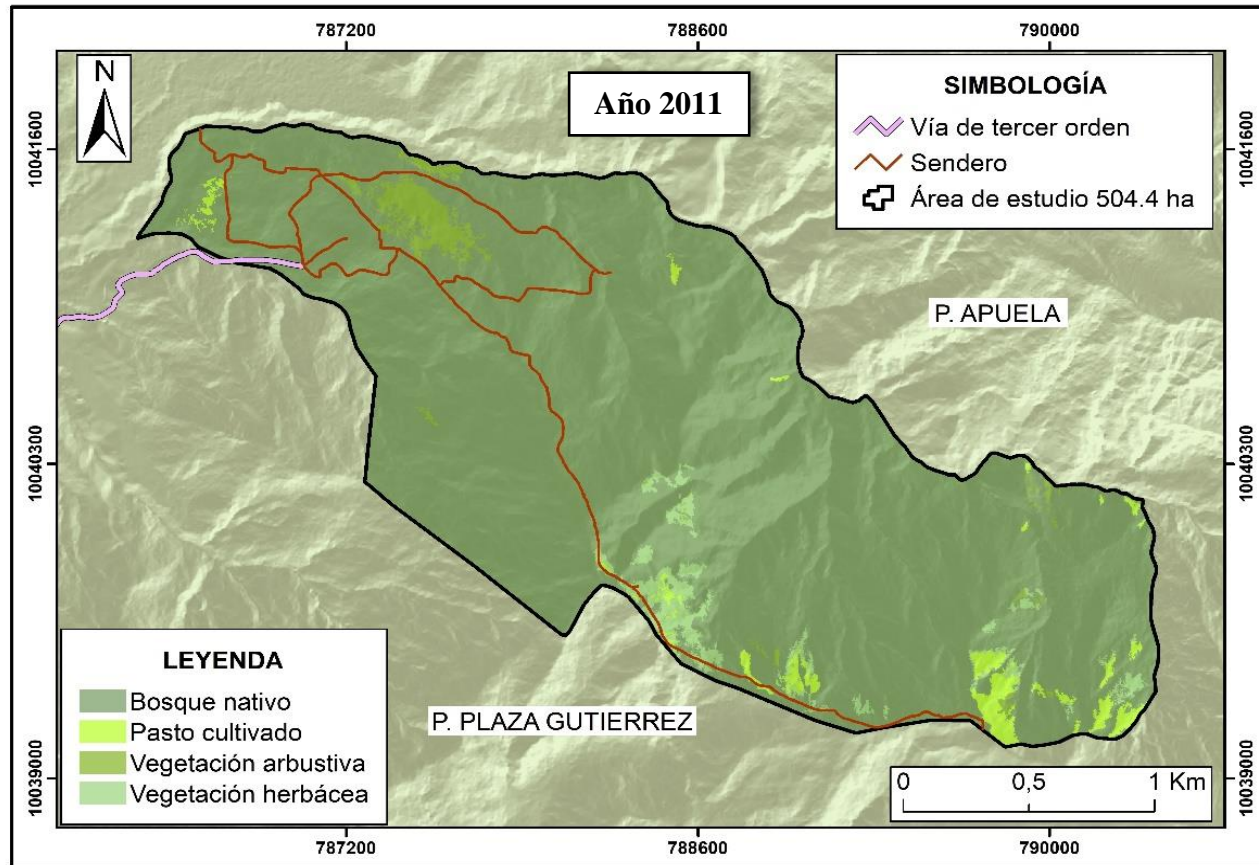 787200
788600
790000
N
Año 2011
SIMBOLOGÍA
Vía de tercer orden
Sendero
Área de estudio 504.4 ha
10041600
10041600
P. APUELA
10040300
10040300
LEYENDA
Bosque nativo
Pasto cultivado
Vegetación arbustiva
Vegetación herbácea
P. PLAZA GUTIERREZ
0 0,5 1 Km
10039000
10039000
787200
788600
790000